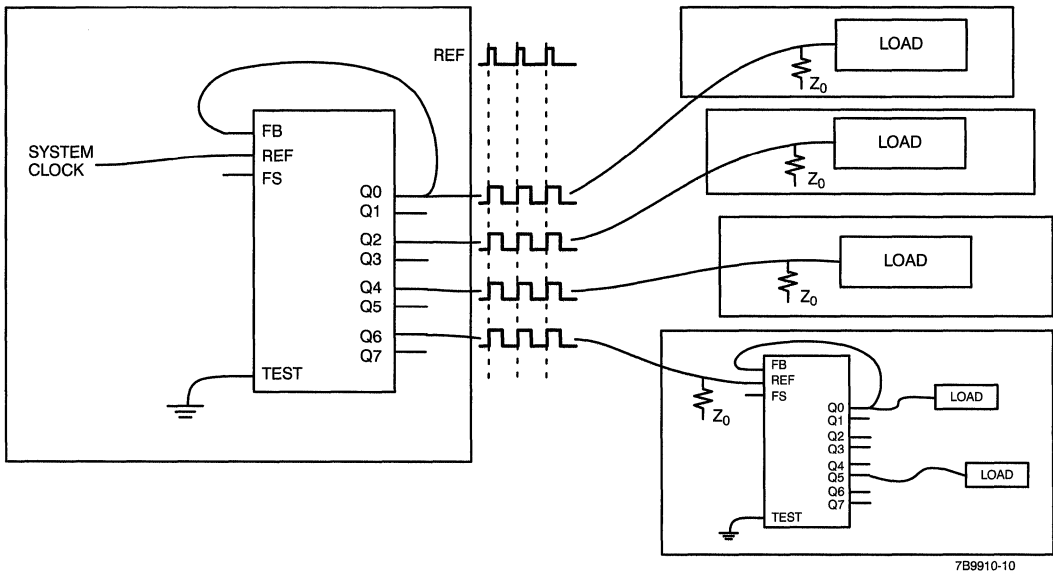 REF
SYSTEM
CLOCK
FB
REF
FS
Q0
Q1
Q2
Q3
Q4
Q5
Q6
Q7
TEST
LOAD
Z0
LOAD
Z0
LOAD
Z0
Z0
FB
REF
FS
Q0
Q1
Q2
Q3
Q4
Q5
Q6
Q7
TEST
LOAD
LOAD
7B9910-10